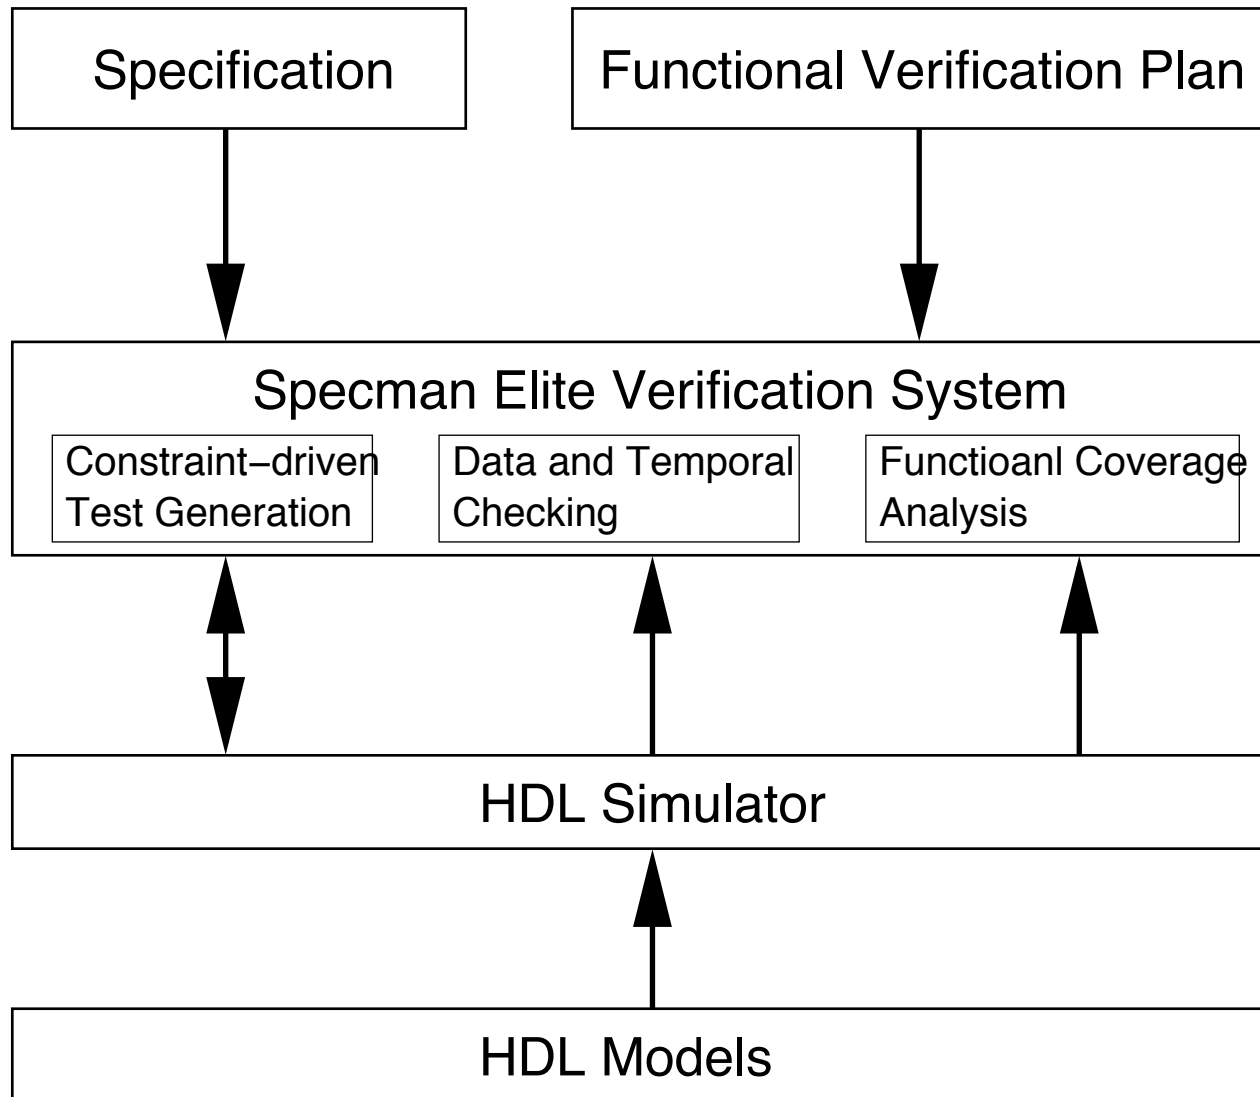 Specification
Functional Verification Plan
Specman Elite Verification System
Constraint–driven
Test Generation
Data and Temporal
Checking
Functioanl Coverage
Analysis
HDL Simulator
HDL Models